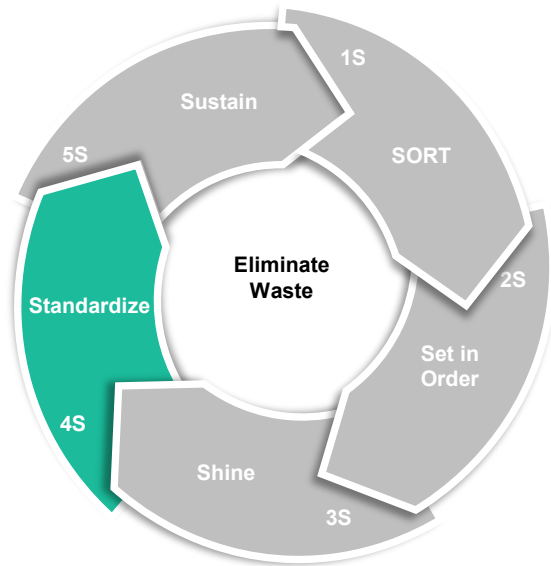 1S
SORT
2S
Set in
Order
3S
Shine
4S
Standardize
5S
Sustain
Eliminate
Waste